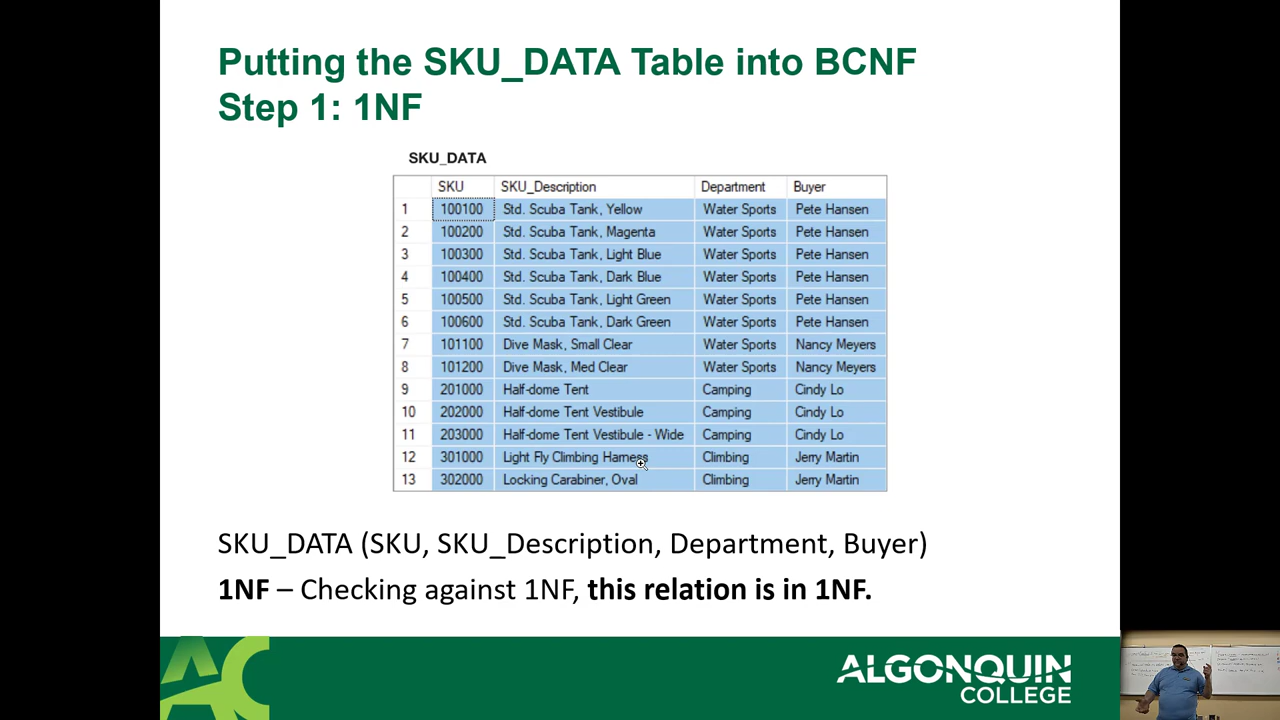 Putting the SKU_DATA Table into BCNF
Step 1: 1NF
SKU_DATA
SKU SKU_Description Department Buyer
1 100100 Std. Scuba Tank, Yellow Water Sports Pete Hansen
2 100200 Std. Scuba Tank, Magenta Water Sports Pete Hansen
3 100300 Std. Scuba Tank, Light Blue Water Sports Pete Hansen
4 100400 Std. Scuba Tank, Dark Blue Water Sports Pete Hansen
5 100500 Std. Scuba Tank, Light Green Water Sports Pete Hansen
6 100600 Std. Scuba Tank, Dark Green Water Sports Pete Hansen
7 101100 Dive Mask, Small Clear Water Sports Nancy Meyers
8 101200 Dive Mask, Med Clear Water Sports Nancy Meyers
9 201000 Half-dome Tent Camping Cindy Lo
10 202000 Half-dome Tent Vestibule Camping Cindy Lo
11 203000 Half-dome Tent Vestibule - Wide Camping Cindy Lo
12 301000 Light Fly Climbing Harness Climbing Jerry Martin
13 302000 Locking Carabiner, Oval Climbing Jerry Martin
SKU_DATA (SKU, SKU_Description, Department, Buyer)
1NF – Checking against 1NF, this relation is in 1NF.
AC
ALGONQUIN
COLLEGE